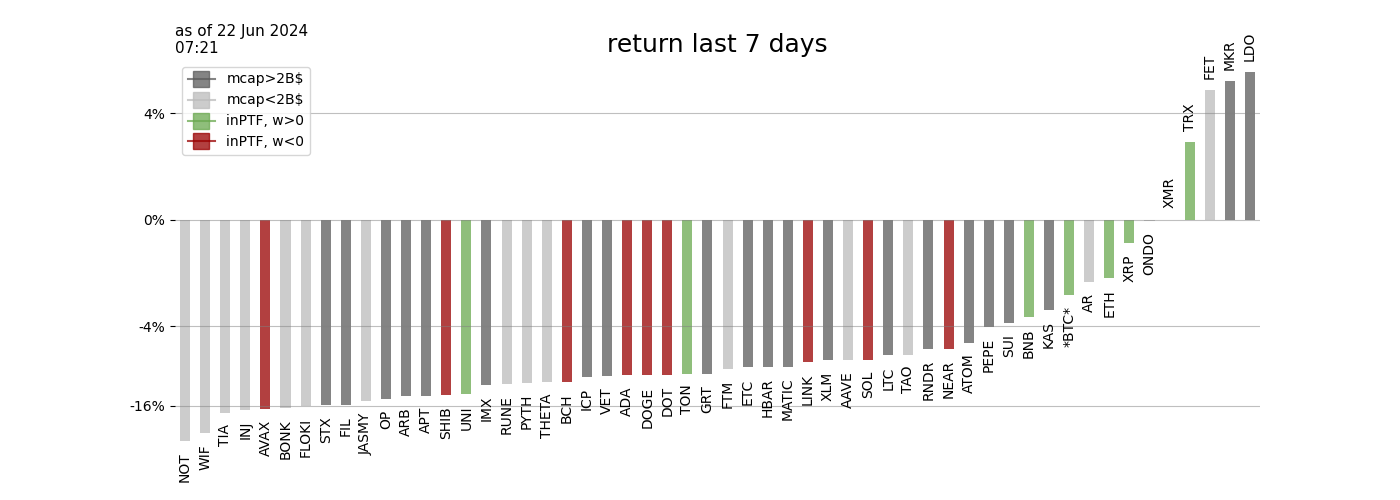 as of 22 Jun 2024
07:21
return last 7 days
mcap>2B$
mcap<2B$
inPTF, w>0
inPTF, w<0
4%
0%
-4%
-16%
NOT
WIF
TIA
INJ
AVAX
BONK
FLOKI
STX
FIL
JASMY
OP
ARB
APT
SHIB
UNI
IMX
RUNE
PYTH
THETA
BCH
ICP
VET
ADA
DOGE
DOT
TON
GRT
FTM
ETC
HBAR
MATIC
LINK
XLM
AAVE
SOL
LTC
TAO
RNDR
NEAR
ATOM
PEPE
SUI
BNB
KAS
*BTC*
AR
ETH
XRP
ONDO
XMR
TRX
FET
MKR
LDO